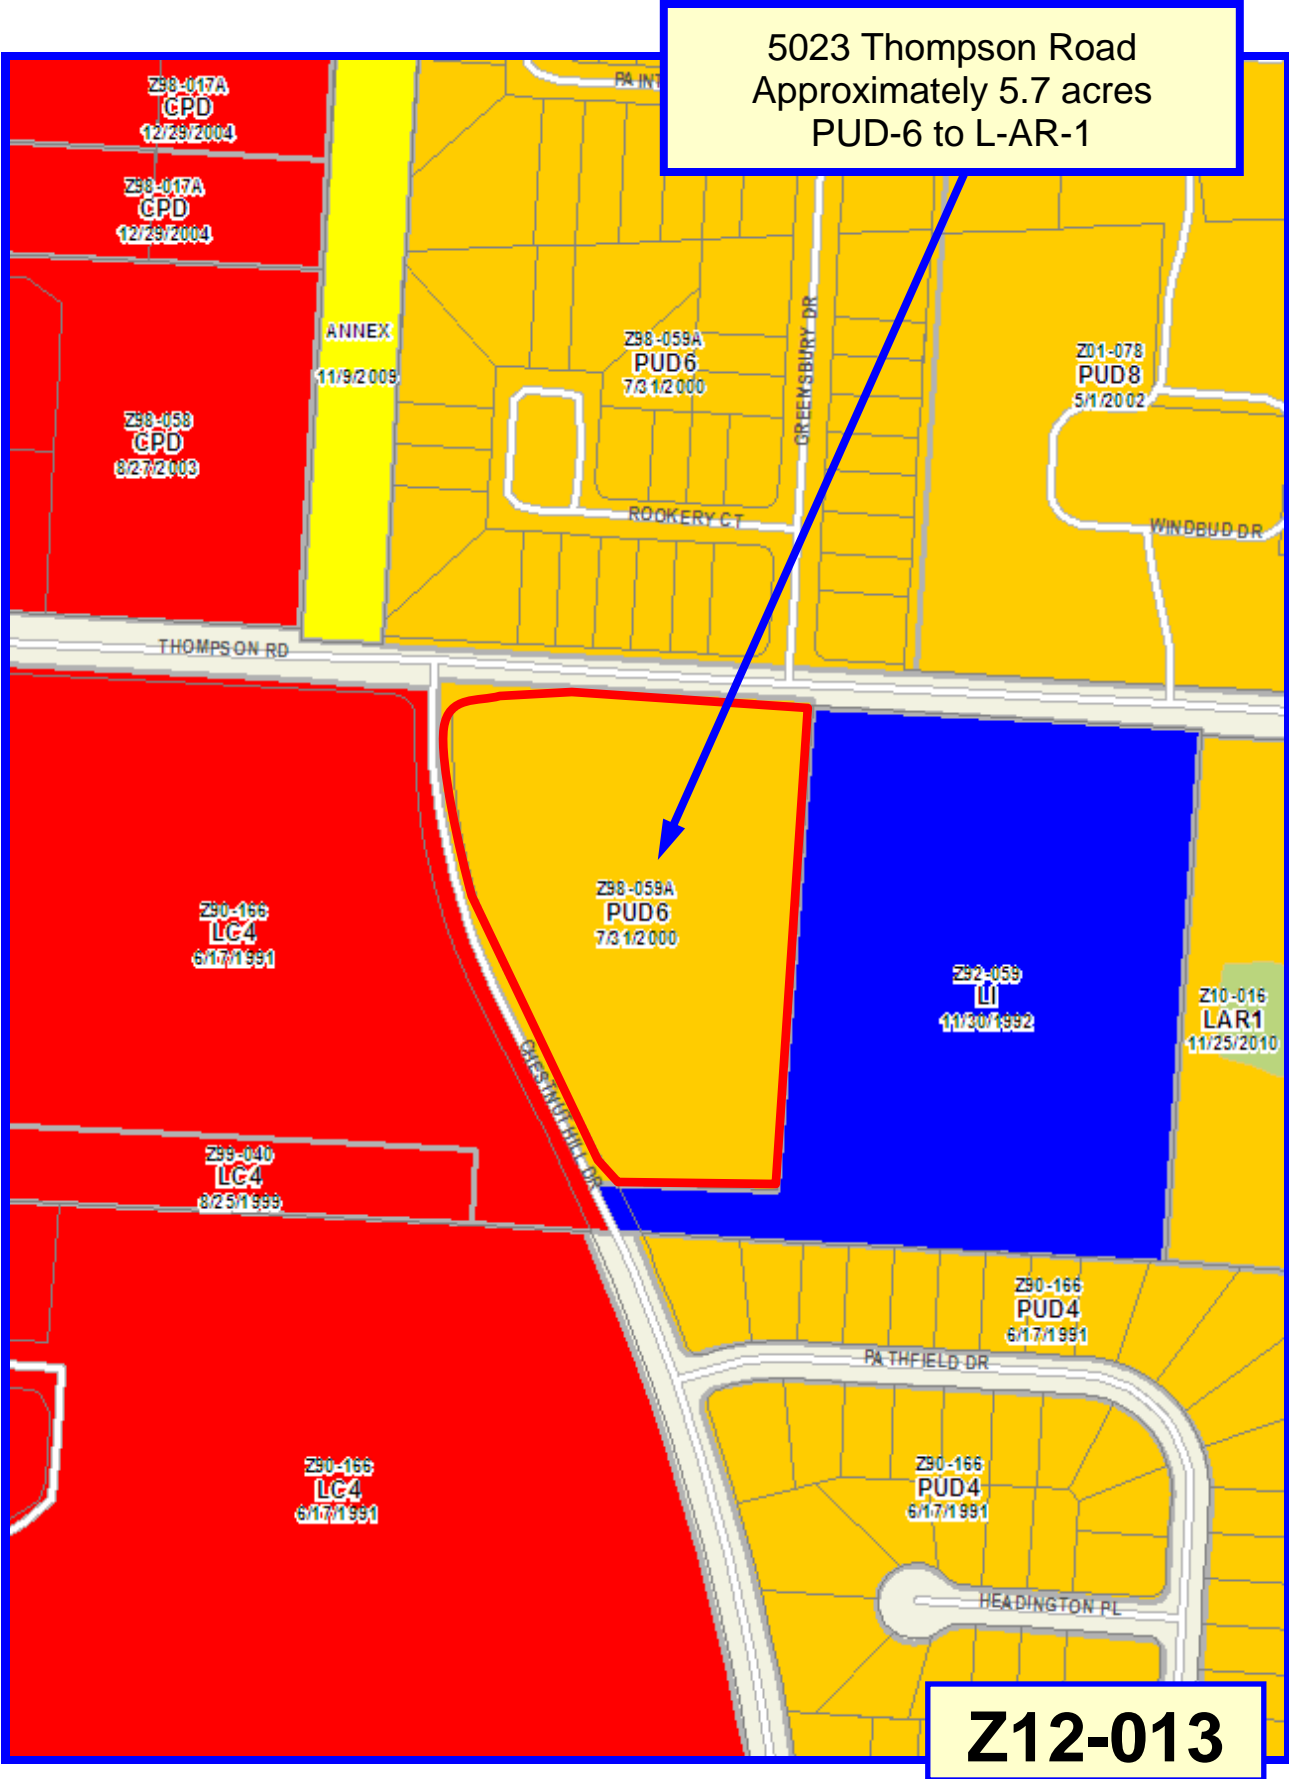 5023 Thompson Road
Approximately 5.7 acres
PUD-6 to L-AR-1
Z98-017A
CPD
12/29/2004
PAINT
Z98-017A
CPD
12/29/2004
ANNEX
11/9/2009
Z98-059A
PUD6
7/31/2000
GREENSBURY DR
Z01-078
PUD8
5/1/2002
Z98-058
CPD
8/27/2003
ROOKERY CT
WINDBUD DR
THOMPSON RD
Z98-059A
PUD6
7/31/2000
Z90-166
LC4
6/17/1991
Z92-059
LI
11/30/1992
Z10-016
LAR1
11/25/2010
CHESTNUT HILL DR
Z99-040
LC4
8/25/1999
Z90-166
PUD4
6/17/1991
PATHFIELD DR
Z90-166
LC4
6/17/1991
Z90-166
PUD4
6/17/1991
HEADINGTON PL
Z12-013